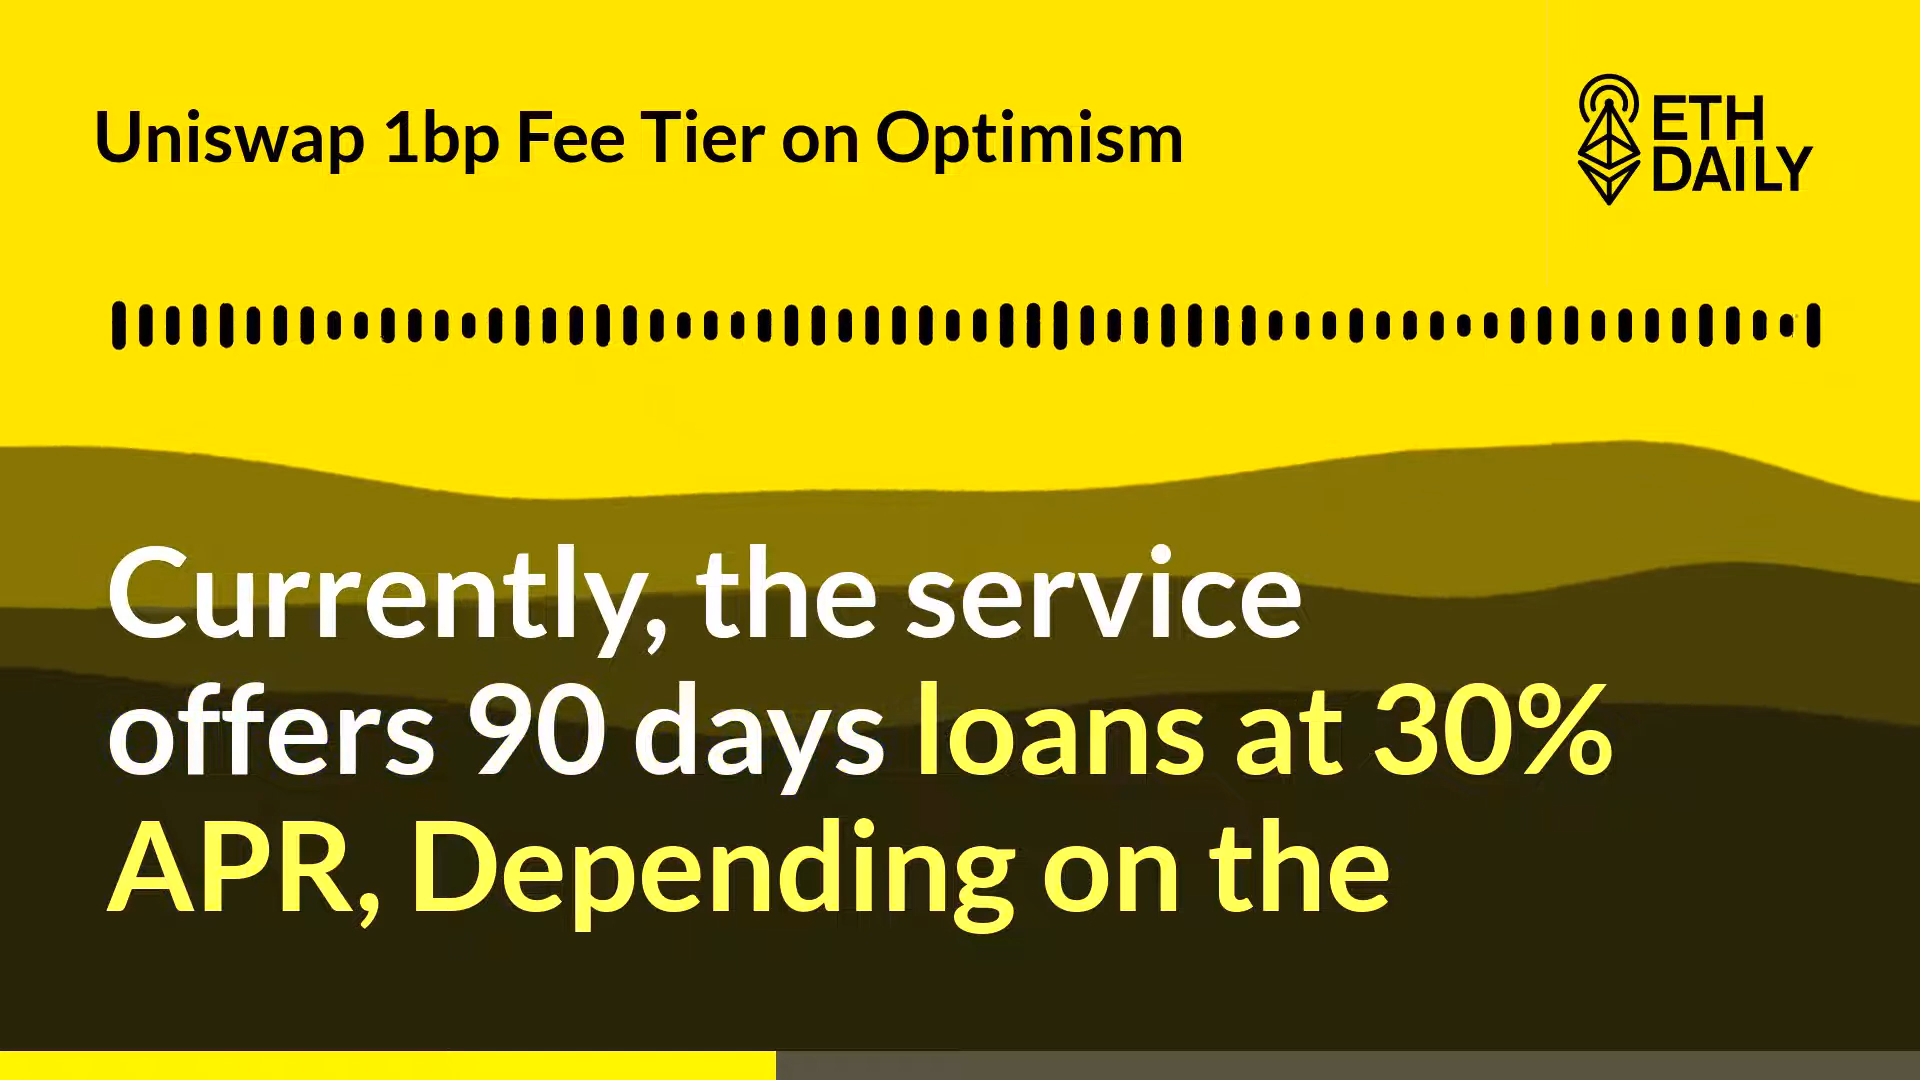 Uniswap 1bp Fee Tier on Optimism
ETH
DAILY
Currently, the service
offers 90 days loans at 30%
APR, Depending on the